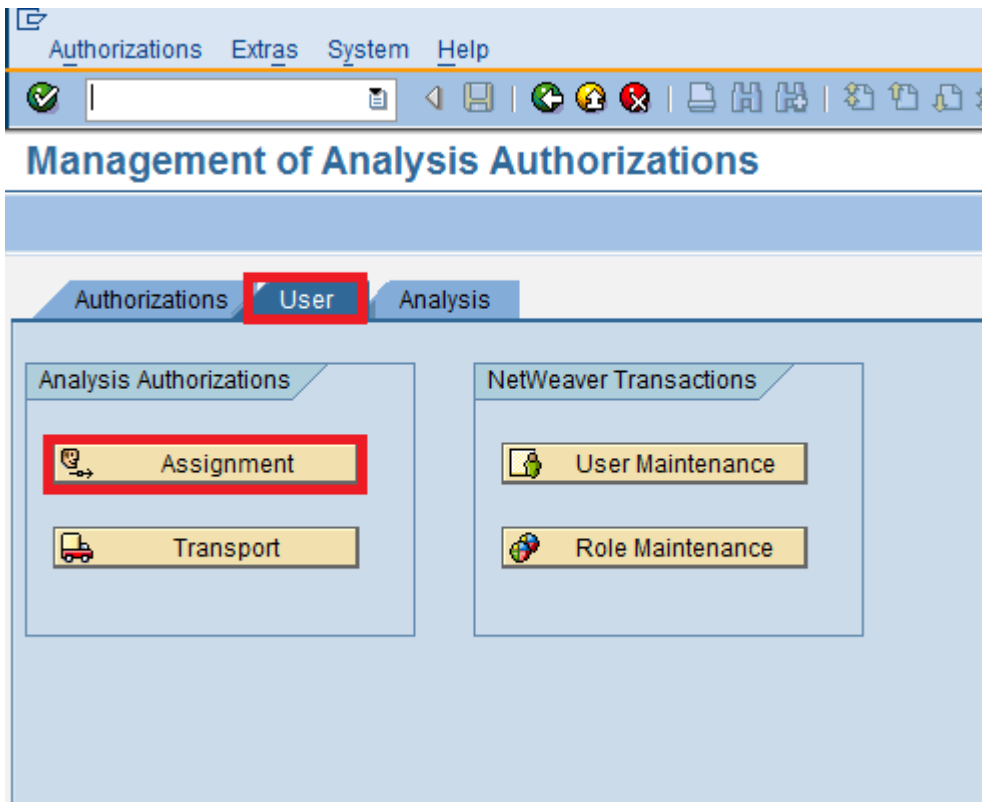 Authorizations Extras System Help
Management of Analysis Authorizations
Authorizations User Analysis
Analysis Authorizations NetWeaver Transactions
Assignment User Maintenance
Transport Role Maintenance